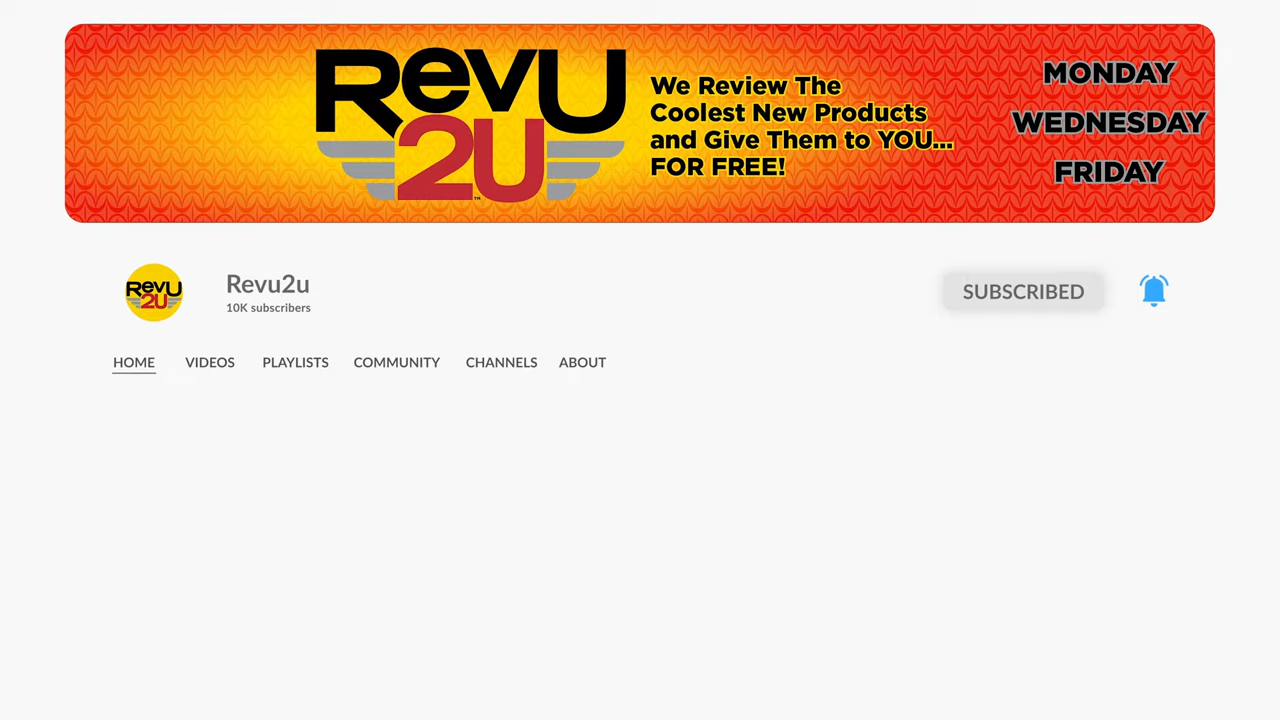 RevU
2U
TM
We Review The
Coolest New Products
and Give Them to YOU...
FOR FREE!
MONDAY
WEDNESDAY
FRIDAY
RevU
2U
Revu2u
10K subscribers
SUBSCRIBED
HOME VIDEOS PLAYLISTS COMMUNITY CHANNELS ABOUT